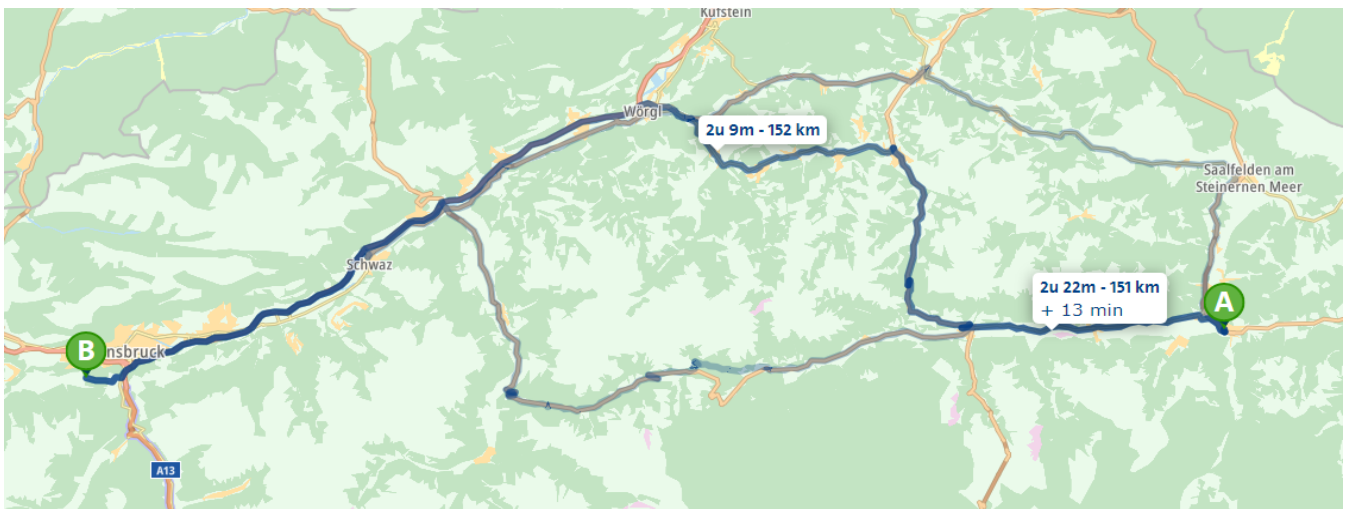 Kufstein
Wörgl
2u 9m - 152 km
Saalfelden am
Steinernen Meer
Schwaz
2u 22m - 151 km
+ 13 min
A
B
nsbruck
A13